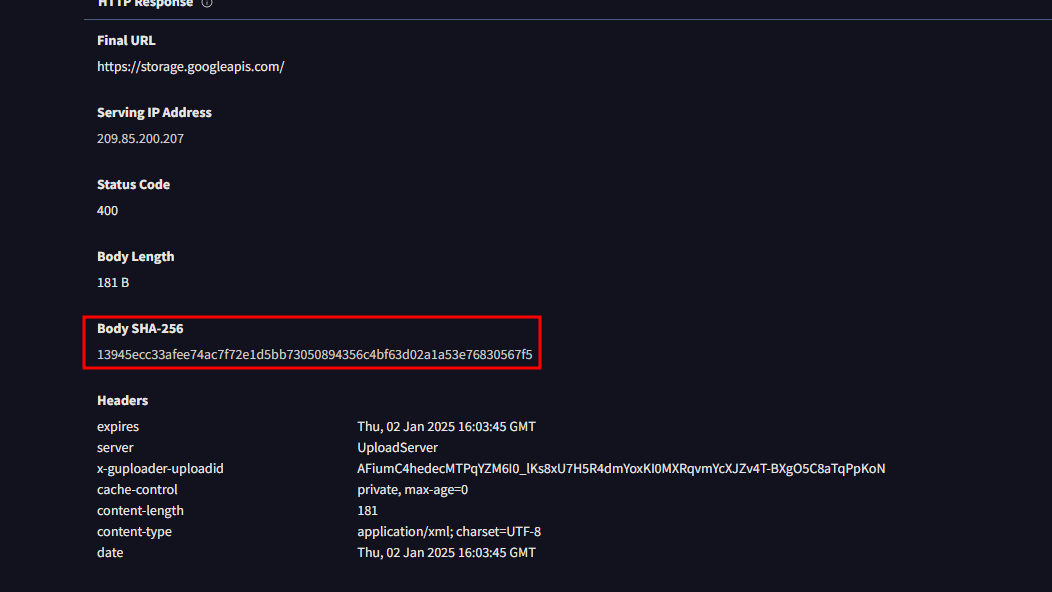 HTTP Response
Final URL
https://storage.googleapis.com/
Serving IP Address
209.85.200.207
Status Code
400
Body Length
181 B
Body SHA-256
13945ecc33afee74ac7f72e1d5bb73050894356c4bf63d02a1a53e76830567f5
Headers
expires Thu, 02 Jan 2025 16:03:45 GMT
server UploadServer
x-guploader-uploadid AFiumC4hedecMTPqYZM6I0_lKs8xU7H5R4dmYoxKI0MXRqvmYcXJZv4T-BXgO5C8aTqPpKoN
cache-control private, max-age=0
content-length 181
content-type application/xml; charset=UTF-8
date Thu, 02 Jan 2025 16:03:45 GMT